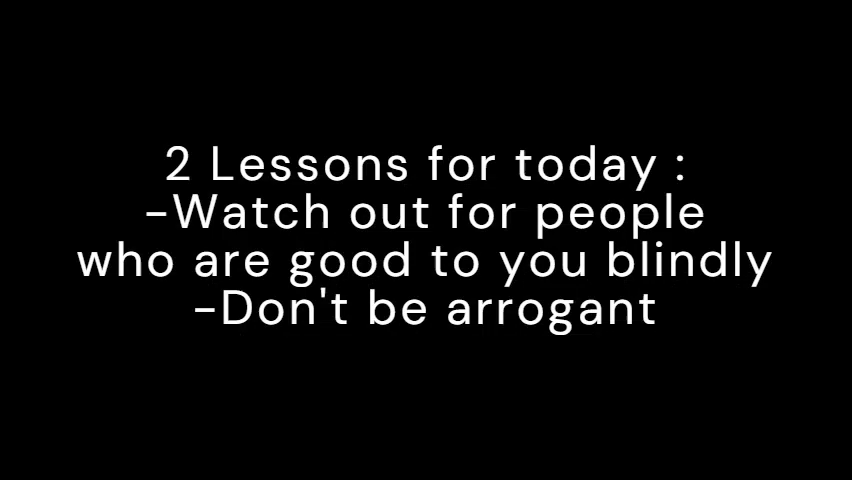 2 Lessons for today :
-Watch out for people
who are good to you blindly
-Don't be arrogant